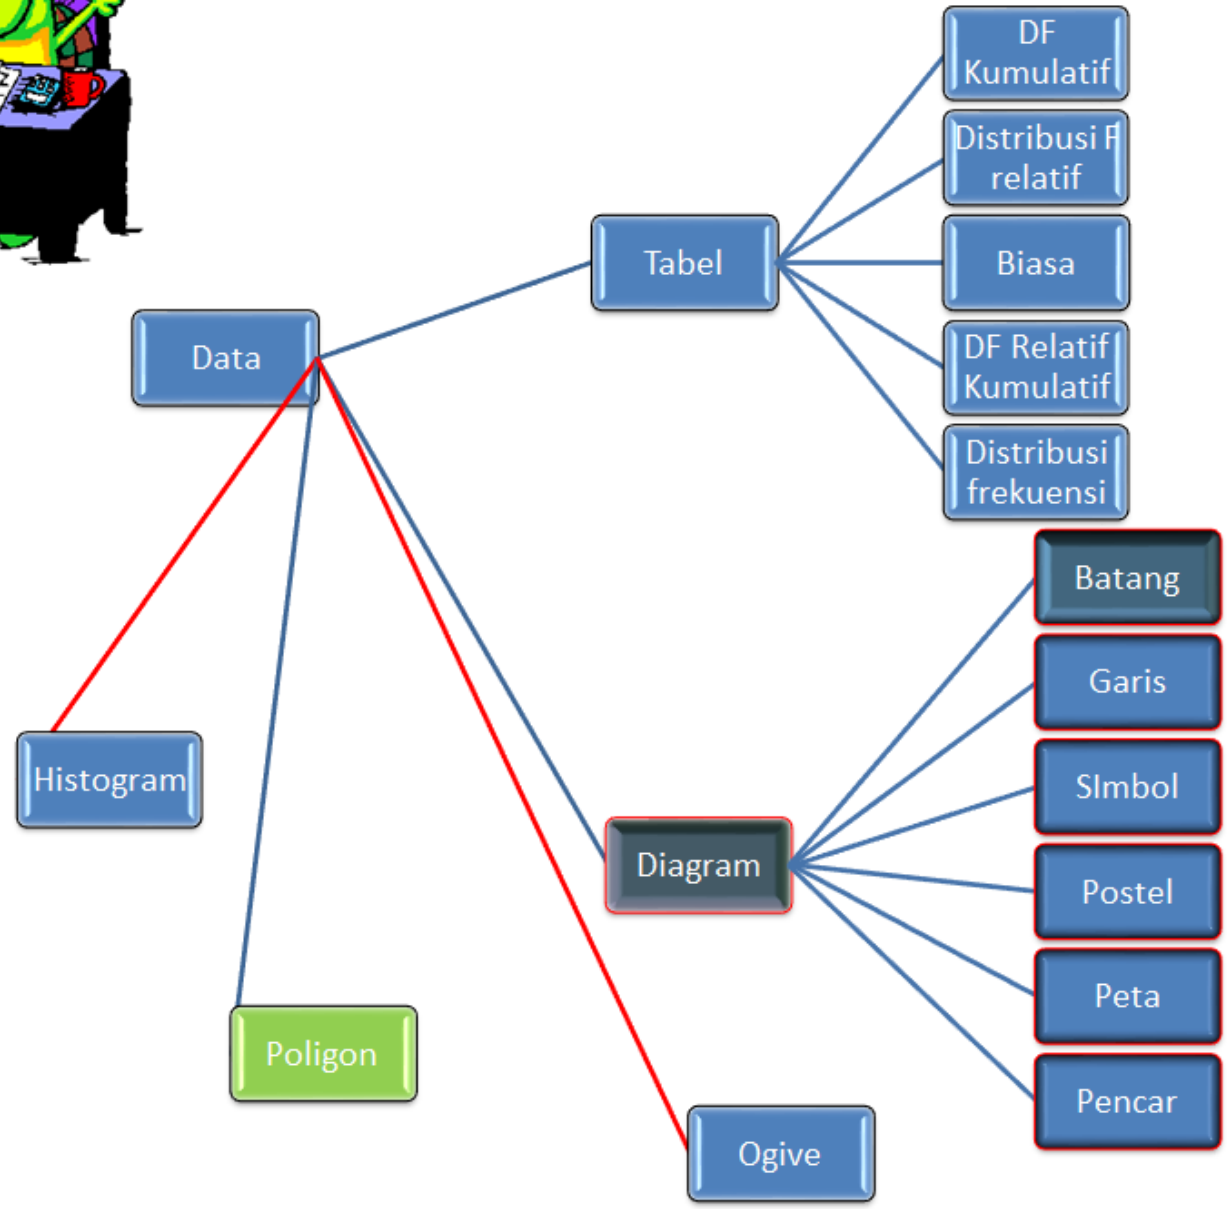 DF
Kumulatif
Distribusi F
relatif
Tabel
Biasa
Data
DF Relatif
Kumulatif
Distribusi
frekuensi
Batang
Garis
Histogram
SImbol
Diagram
Postel
Peta
Poligon
Pencar
Ogive